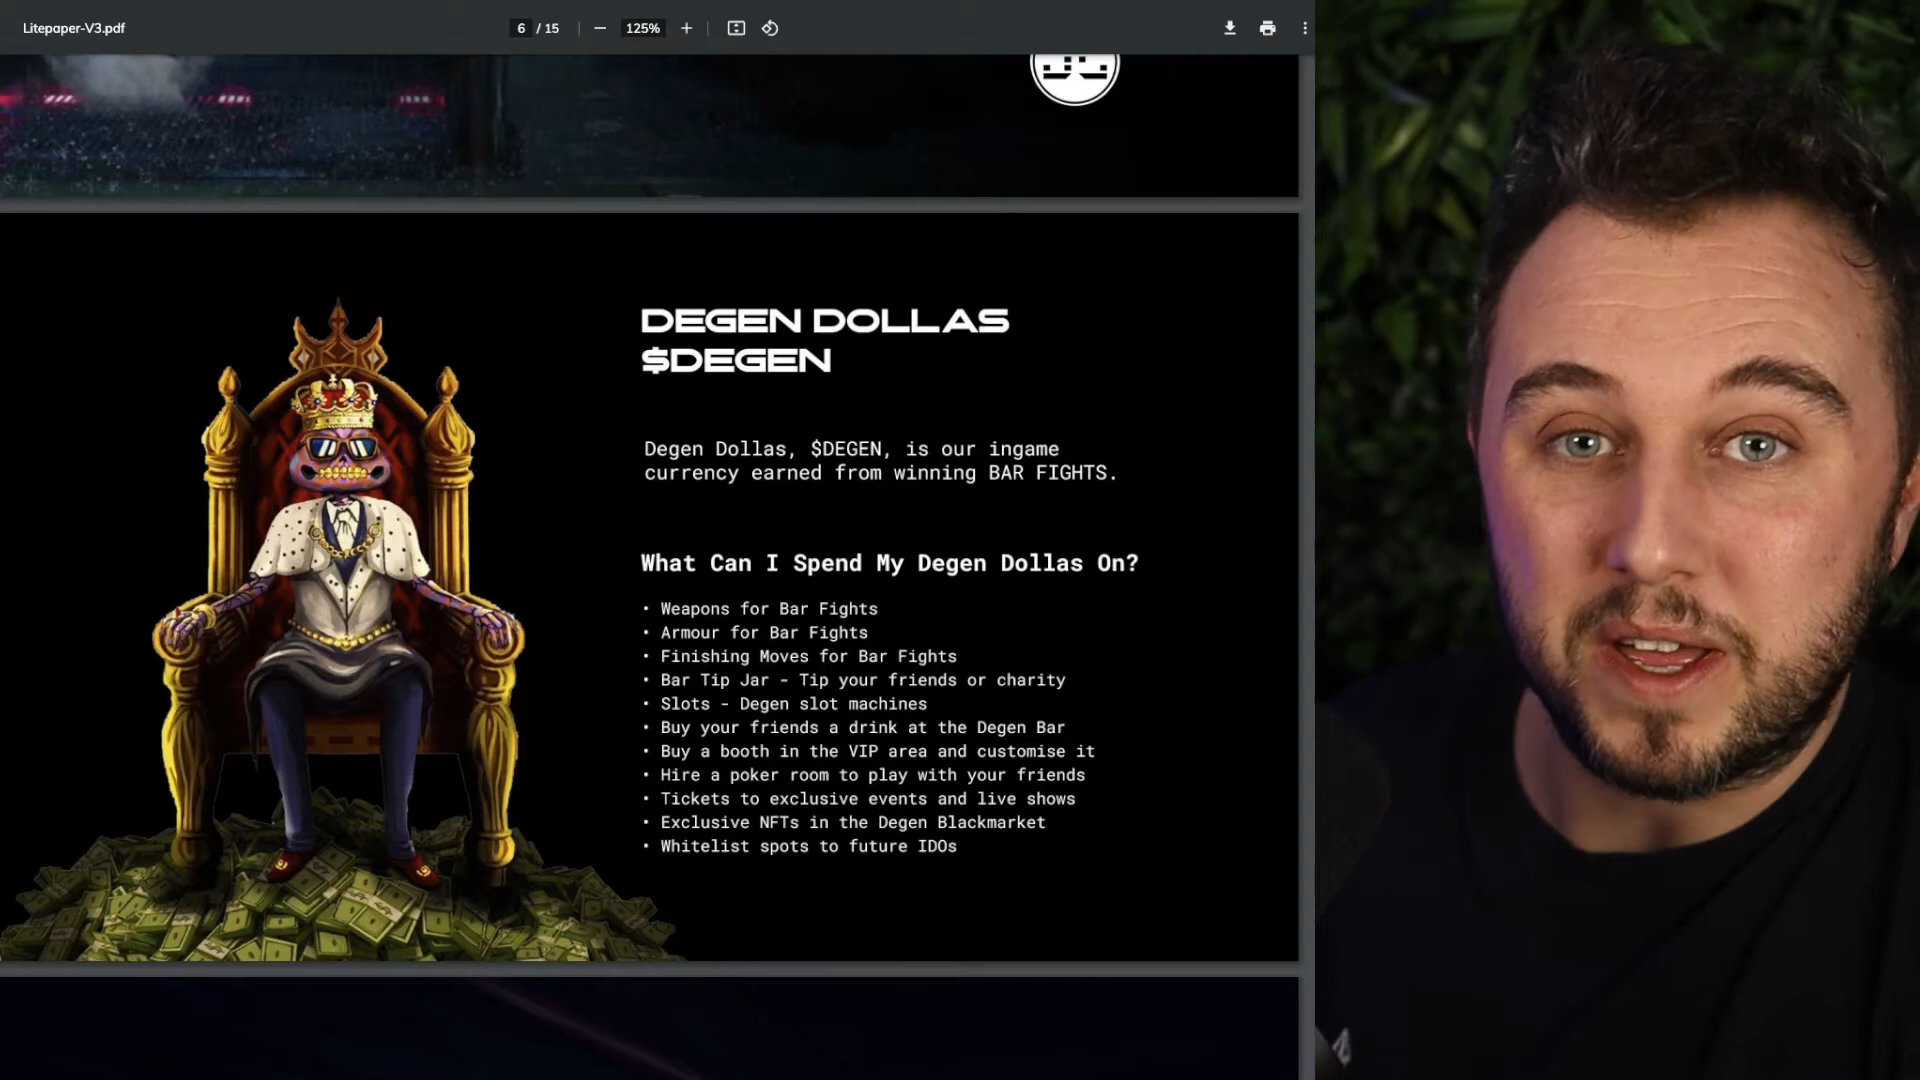 Litepaper-V3.pdf
6 / 15
125%
DEGEN DOLLAS
$DEGEN
Degen Dollas, $DEGEN, is our ingame
currency earned from winning BAR FIGHTS.
What Can I Spend My Degen Dollas On?
• Weapons for Bar Fights
• Armour for Bar Fights
• Finishing Moves for Bar Fights
• Bar Tip Jar - Tip your friends or charity
• Slots - Degen slot machines
• Buy your friends a drink at the Degen Bar
• Buy a booth in the VIP area and customise it
• Hire a poker room to play with your friends
• Tickets to exclusive events and live shows
• Exclusive NFTs in the Degen Blackmarket
• Whitelist spots to future IDOs